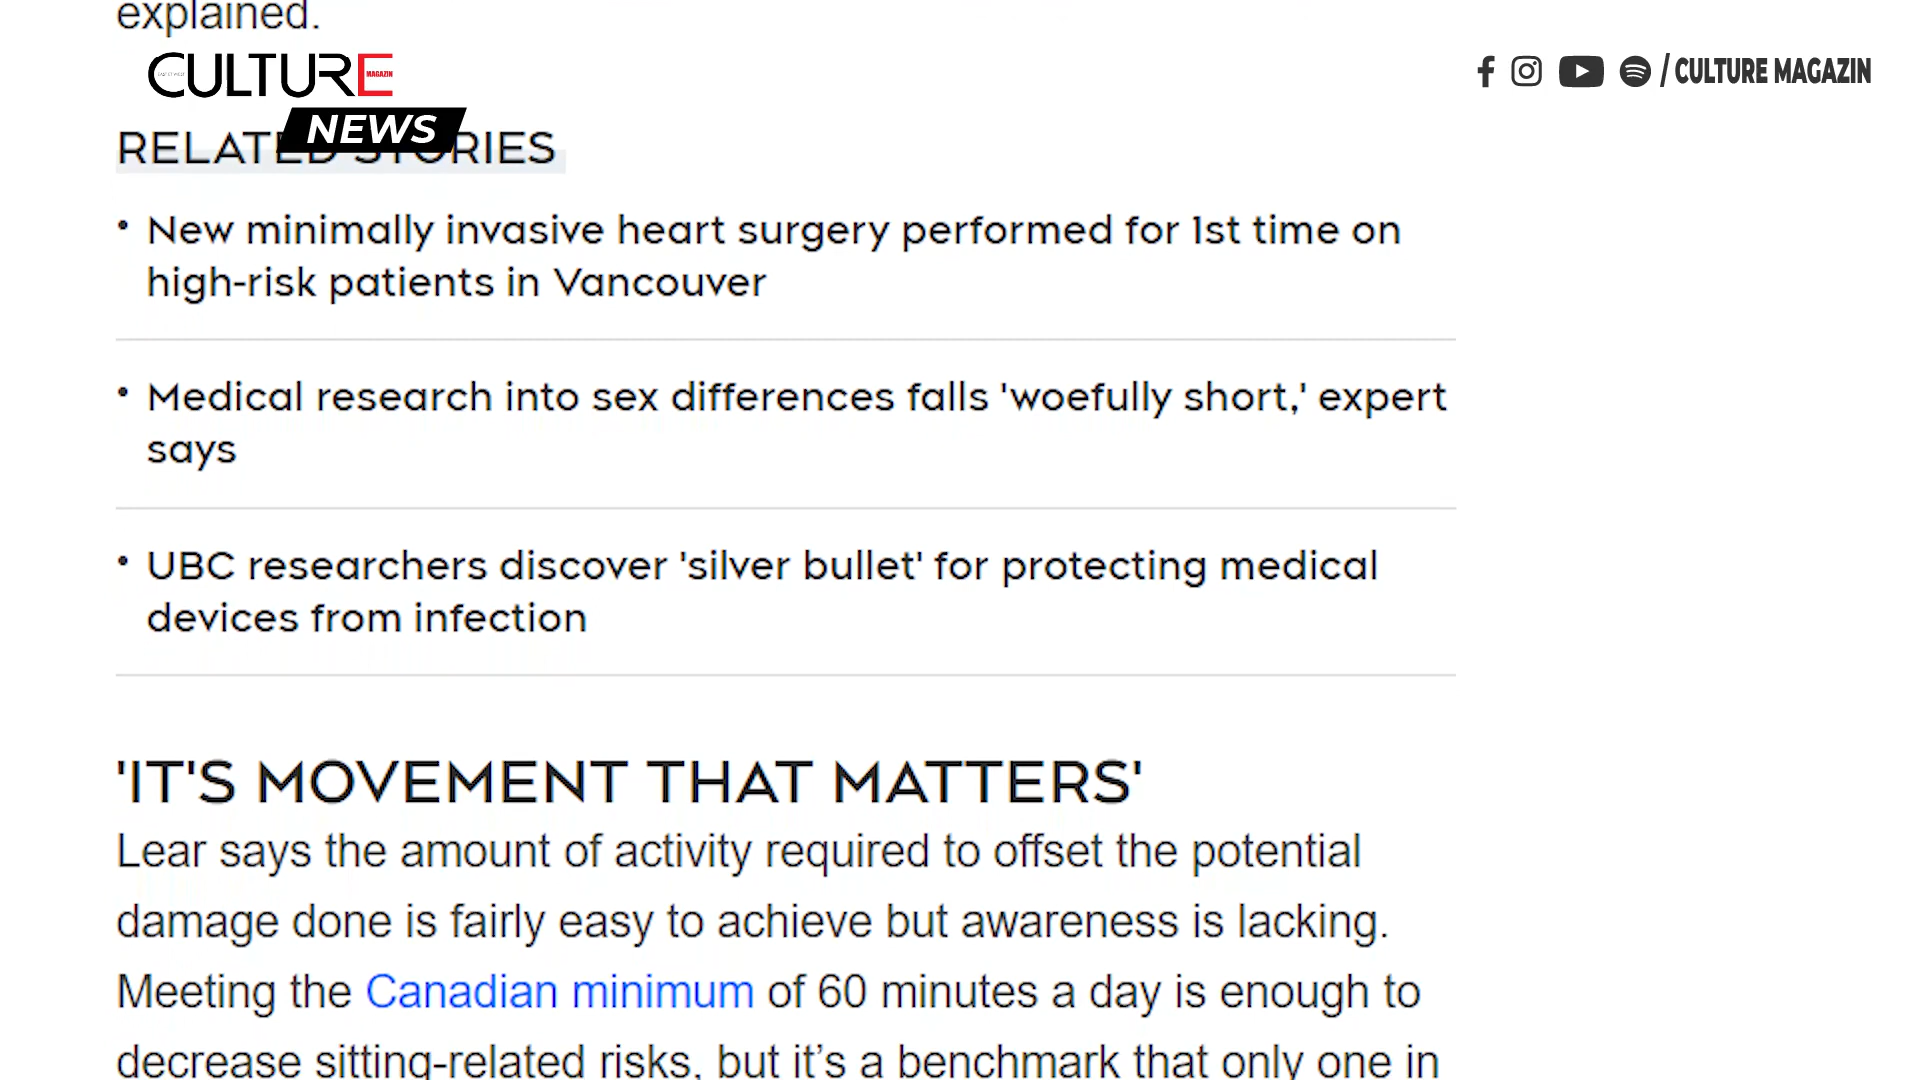 explained.
CULTURE
MAGAZIN
NEWS
/ CULTURE MAGAZIN
RELATED STORIES
• New minimally invasive heart surgery performed for 1st time on
high-risk patients in Vancouver
• Medical research into sex differences falls 'woefully short,' expert
says
• UBC researchers discover 'silver bullet' for protecting medical
devices from infection
'IT'S MOVEMENT THAT MATTERS'
Lear says the amount of activity required to offset the potential
damage done is fairly easy to achieve but awareness is lacking.
Meeting the Canadian minimum of 60 minutes a day is enough to
decrease sitting-related risks, but it’s a benchmark that only one in